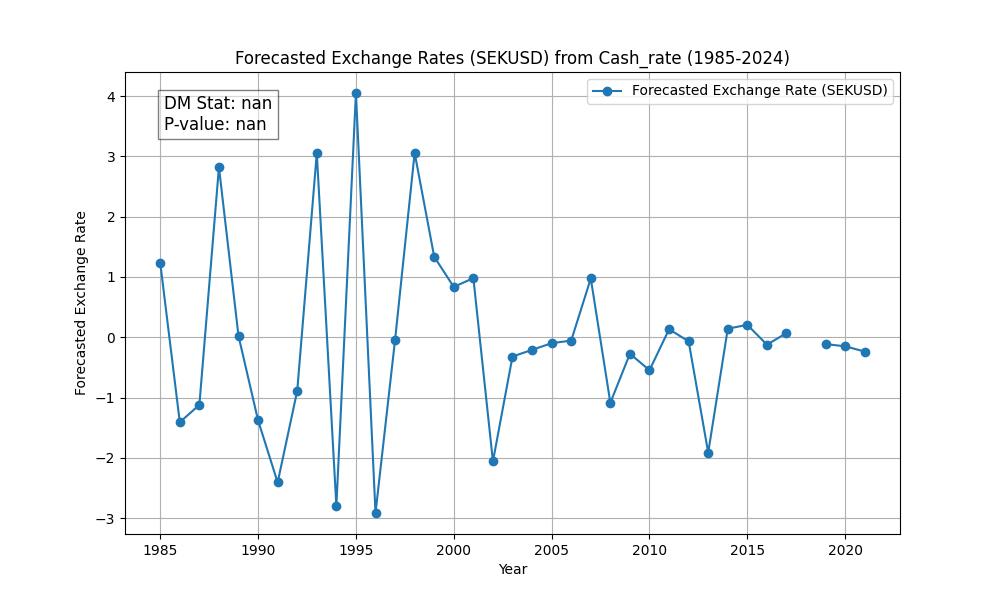 Forecasted Exchange Rates (SEKUSD) from Cash_rate (1985-2024)
DM Stat: nan
P-value: nan
Forecasted Exchange Rate (SEKUSD)
Forecasted Exchange Rate
4
3
2
1
0
−1
−2
−3
1985 1990 1995 2000 2005 2010 2015 2020
Year